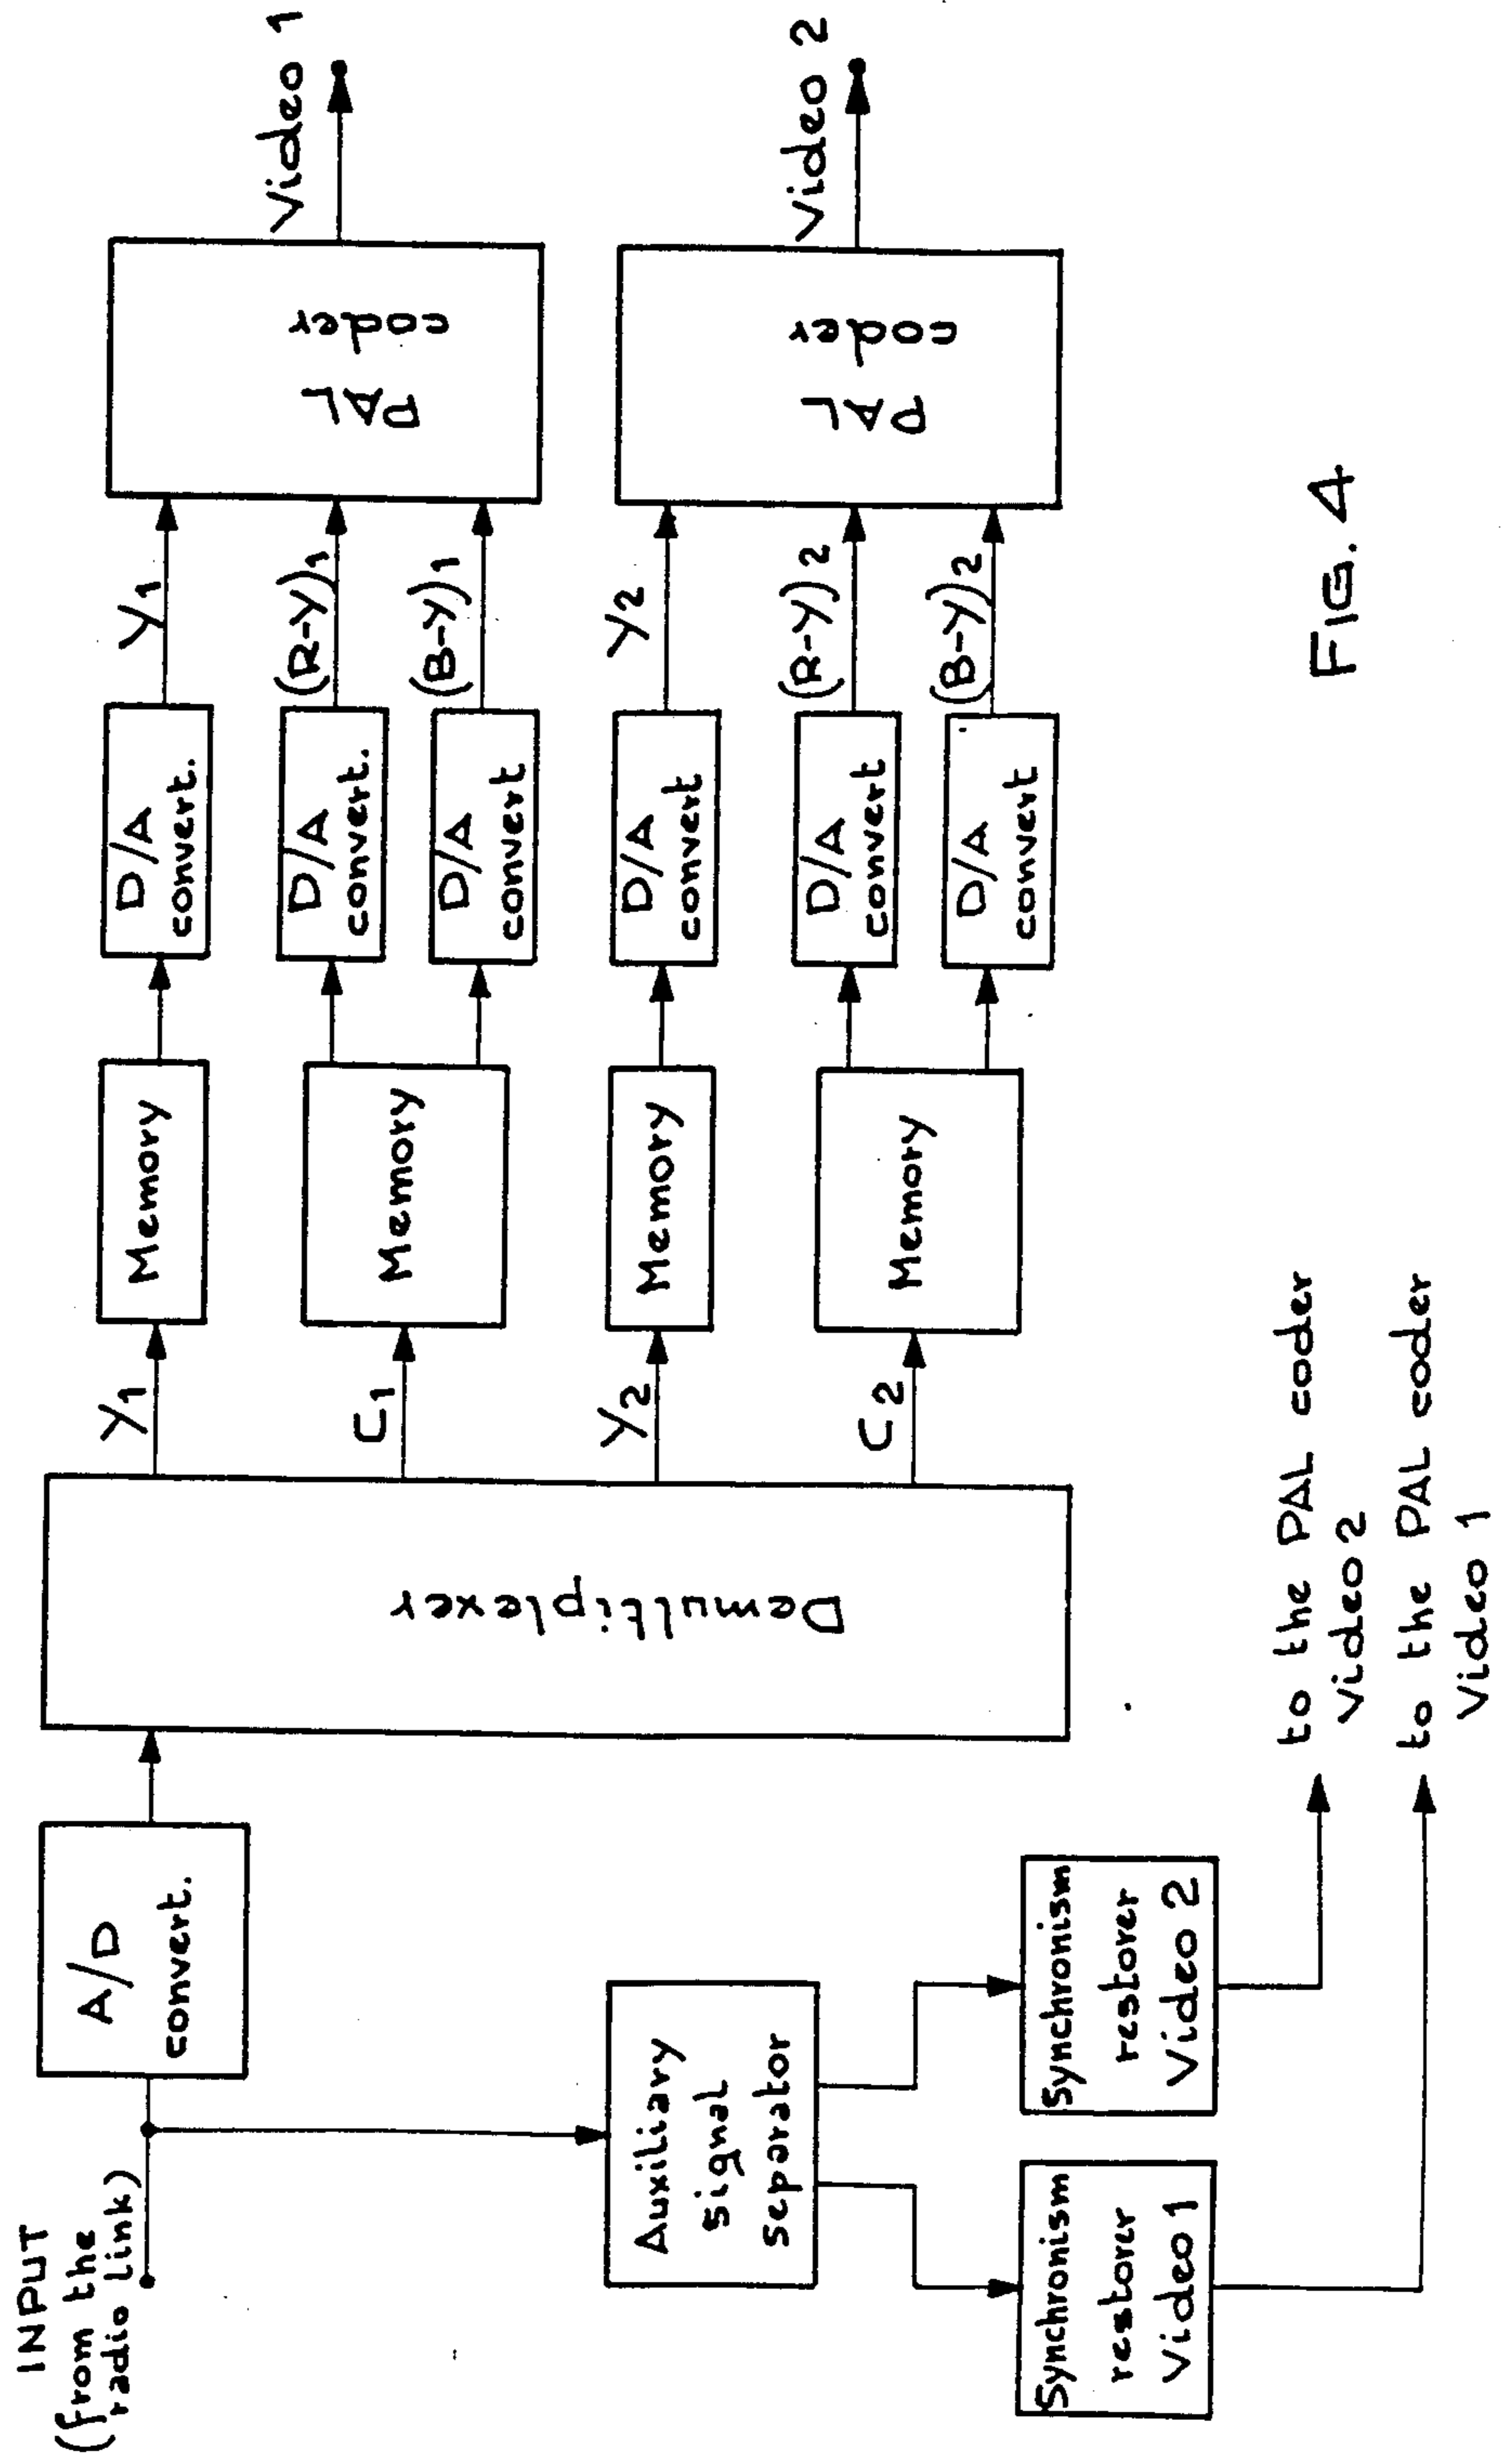 INPUT
(from the
radio link)
A/D
convert.
Demultiplexer
Y1
C1
Y2
C2
Memory
Memory
Memory
Memory
D/A
convert.
D/A
convert.
D/A
convert
D/A
convert
D/A
convert
D/A
convert
Y1
(R-Y)1
(B-Y)1
Y2
(R-Y)2
(B-Y)2
PAL
coder
PAL
coder
Video 1
Video 2
Auxiliary
signal
separator
Synchronism
restorer
Video 2
Synchronism
restorer
Video 1
to the PAL coder
Video 2
to the PAL coder
Video 1
FIG. 4